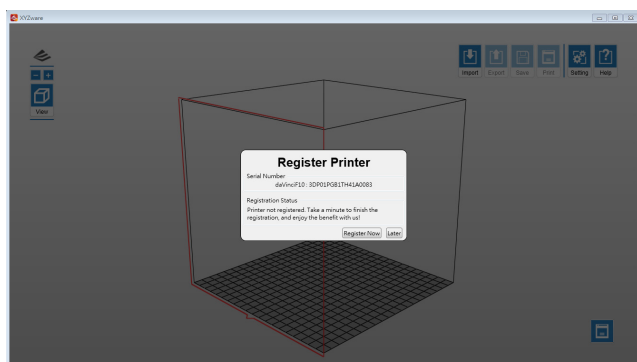 XYZware
Import Export Save Print Setting Help
View
Register Printer
Serial Number
daVinciF10 : 3DP01PGB1TH41A0083
Registration Status
Printer not registered. Take a minute to finish the
registration, and enjoy the benefit with us!
Register Now Later